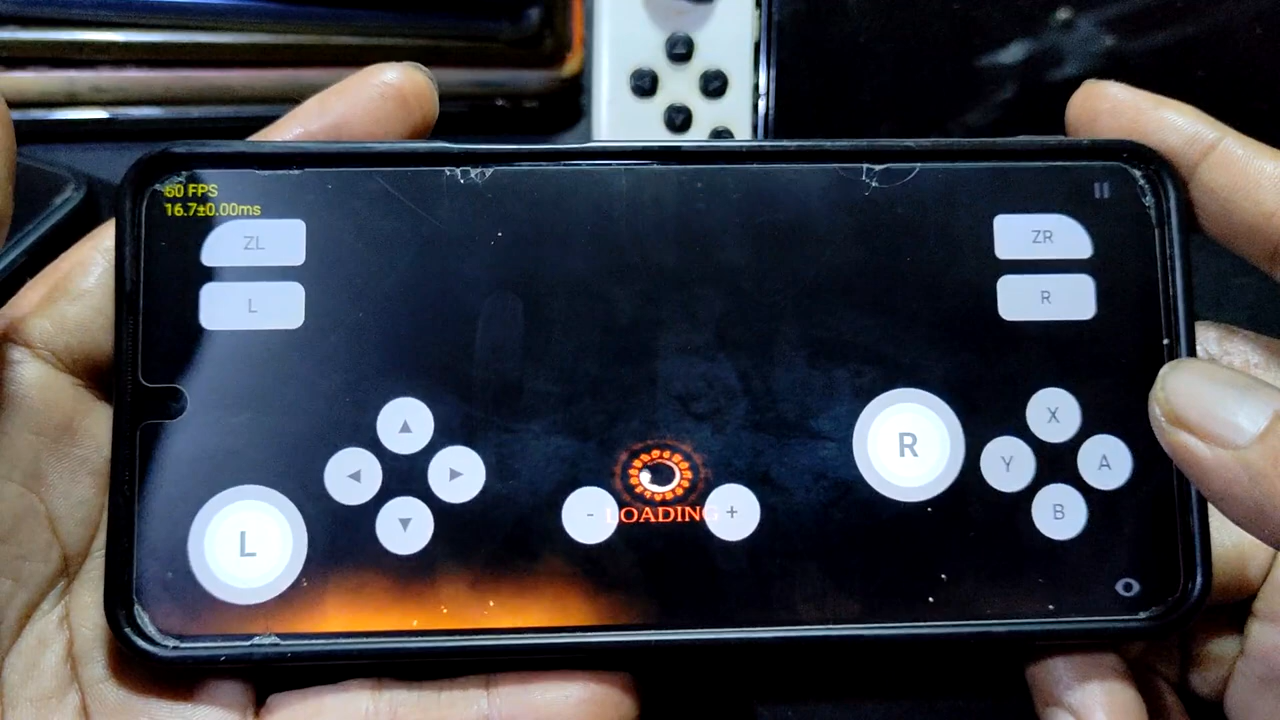 60 FPS
16.7±0.00ms
ZL
ZR
L
R
X
R
Y
A
- LOADING +
B
L